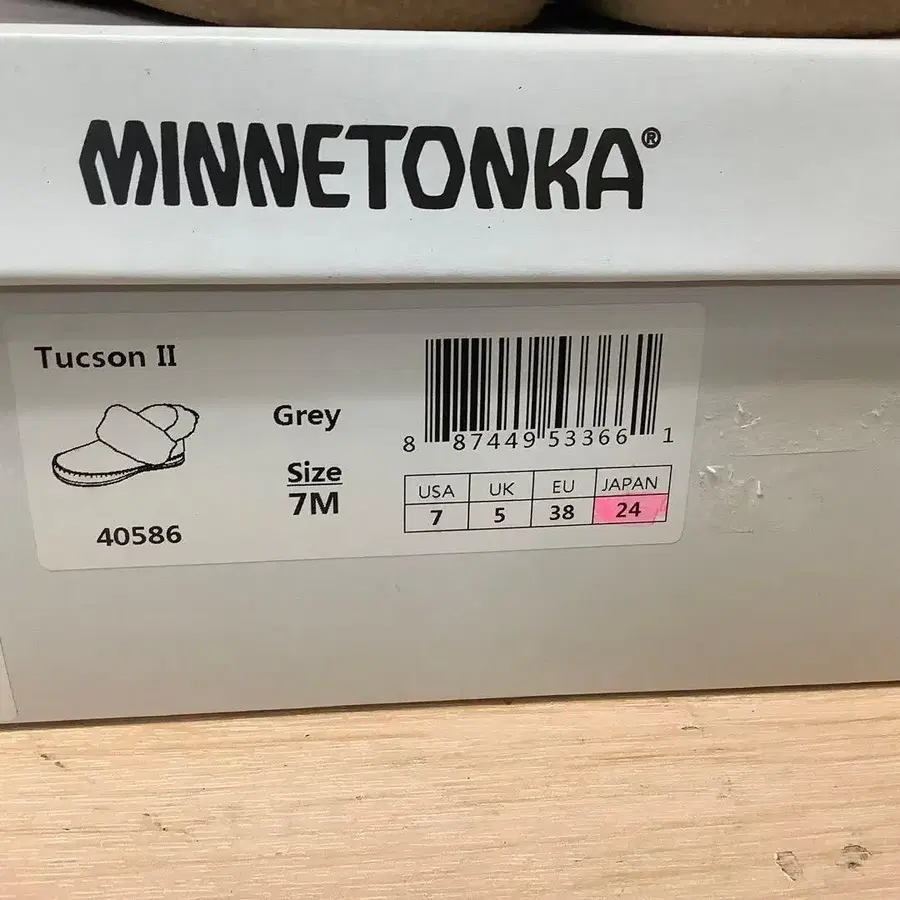 MINNETONKA®
Tucson II
Grey
Size
7M
40586
8 87449 53366 1
USA UK EU JAPAN
7 5 38 24